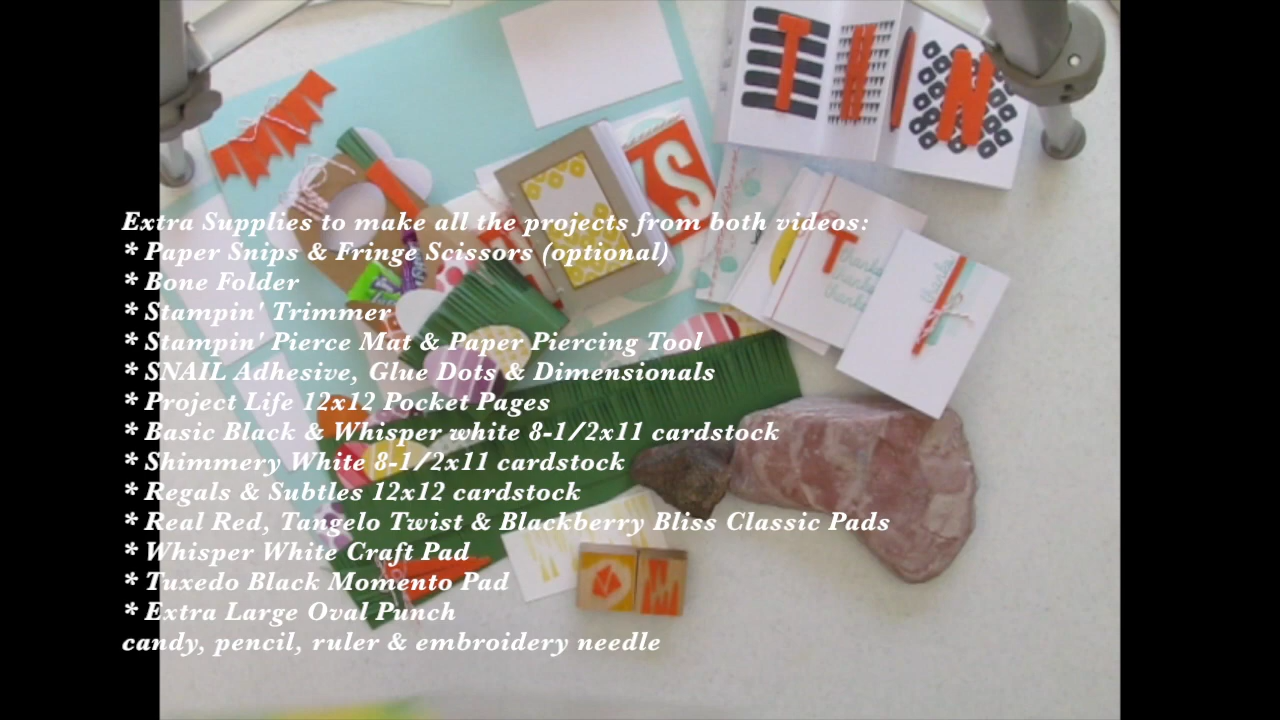 Extra Supplies to make all the projects from both videos:
* Paper Snips & Fringe Scissors (optional)
* Bone Folder
* Stampin' Trimmer
* Stampin' Pierce Mat & Paper Piercing Tool
* SNAIL Adhesive, Glue Dots & Dimensionals
* Project Life 12x12 Pocket Pages
* Basic Black & Whisper white 8-1/2x11 cardstock
* Shimmery White 8-1/2x11 cardstock
* Regals & Subtles 12x12 cardstock
* Real Red, Tangelo Twist & Blackberry Bliss Classic Pads
* Whisper White Craft Pad
* Tuxedo Black Momento Pad
* Extra Large Oval Punch
candy, pencil, ruler & embroidery needle
T H I N
S
T
thanks
thanks
thanks
thanks